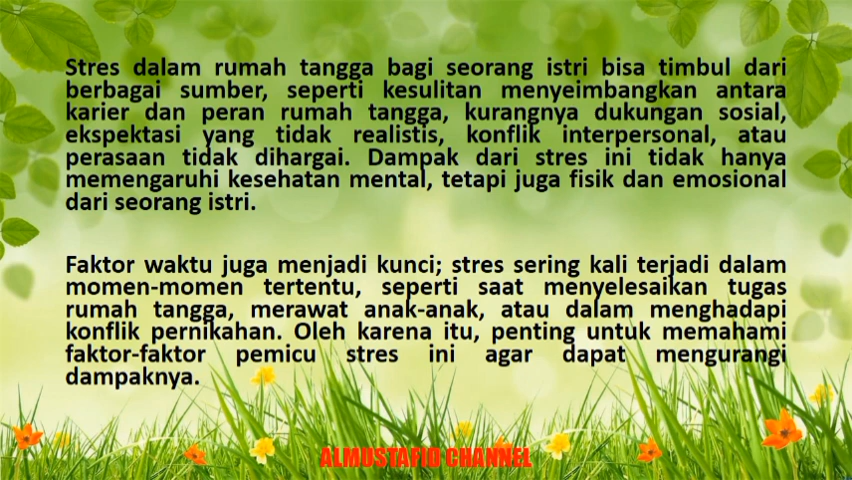 Stres dalam rumah tangga bagi seorang istri bisa timbul dari
berbagai sumber, seperti kesulitan menyeimbangkan antara
karier dan peran rumah tangga, kurangnya dukungan sosial,
ekspektasi yang tidak realistis, konflik interpersonal, atau
perasaan tidak dihargai. Dampak dari stres ini tidak hanya
memengaruhi kesehatan mental, tetapi juga fisik dan emosional
dari seorang istri.
Faktor waktu juga menjadi kunci; stres sering kali terjadi dalam
momen-momen tertentu, seperti saat menyelesaikan tugas
rumah tangga, merawat anak-anak, atau dalam menghadapi
konflik pernikahan. Oleh karena itu, penting untuk memahami
faktor-faktor pemicu stres ini agar dapat mengurangi
dampaknya.
ALMUSTAFID CHANNEL